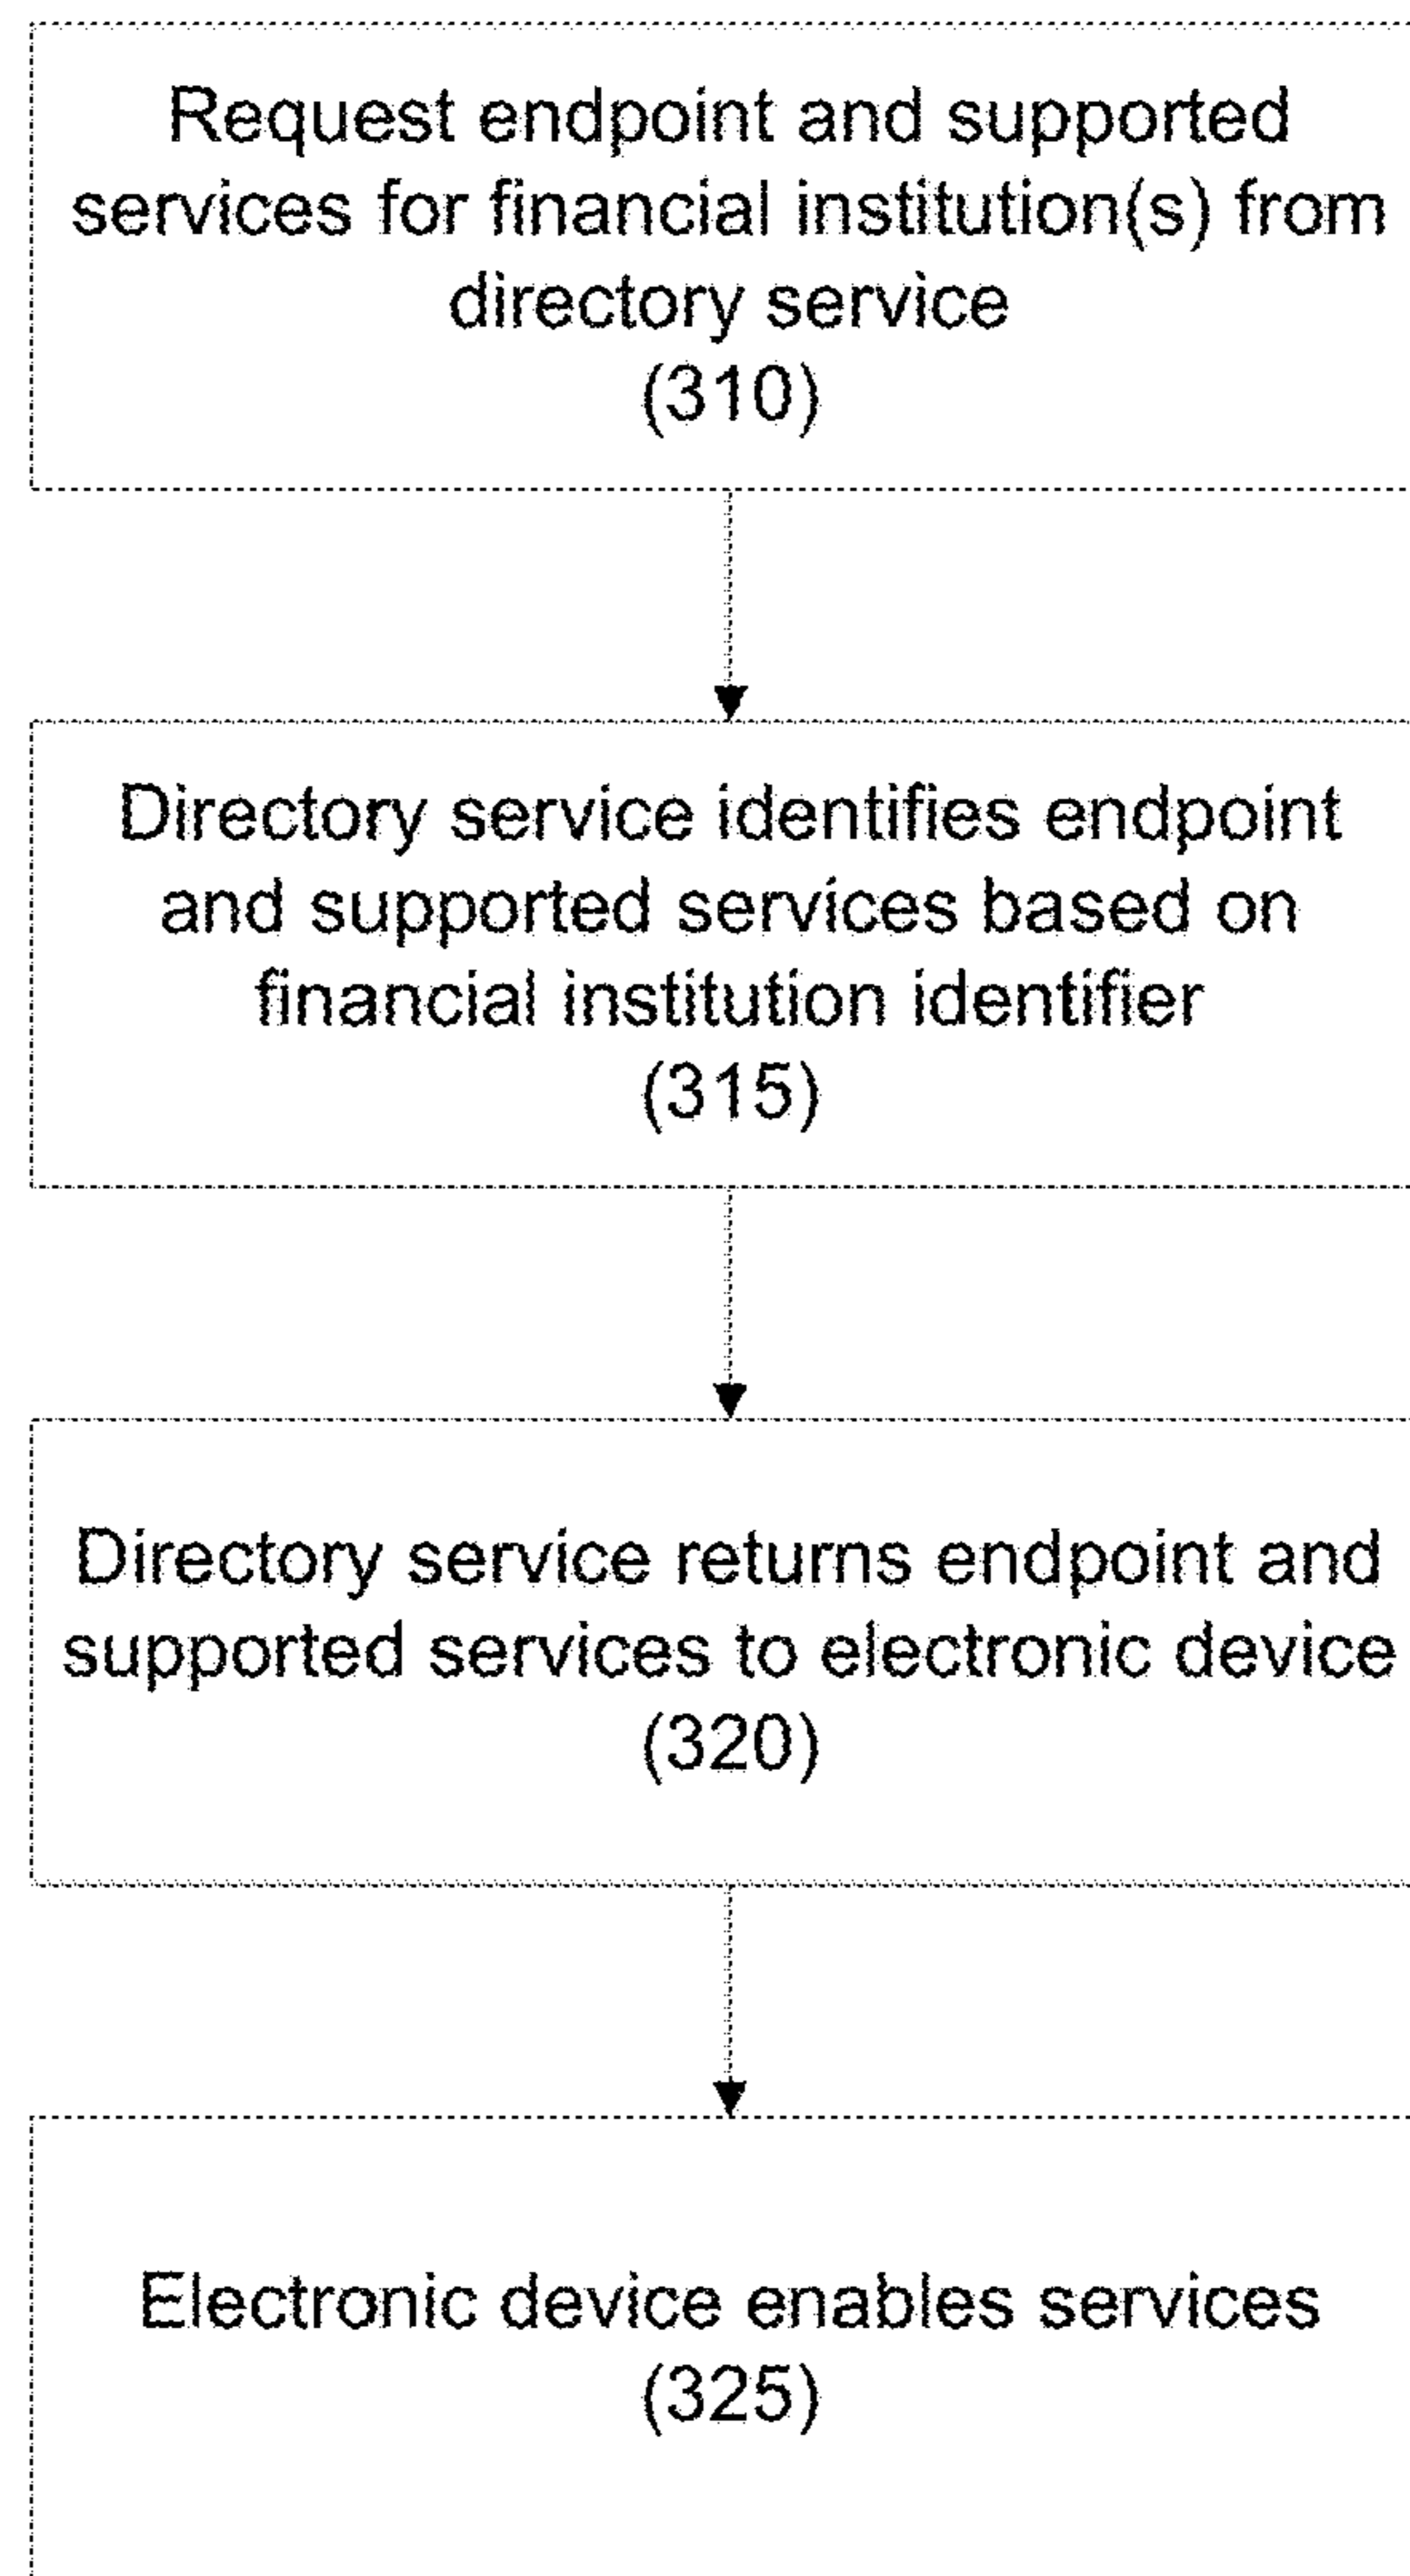 Request endpoint and supported
services for financial institution(s) from
directory service
(310)
Directory service identifies endpoint
and supported services based on
financial institution identifier
(315)
Directory service returns endpoint and
supported services to electronic device
(320)
Electronic device enables services
(325)